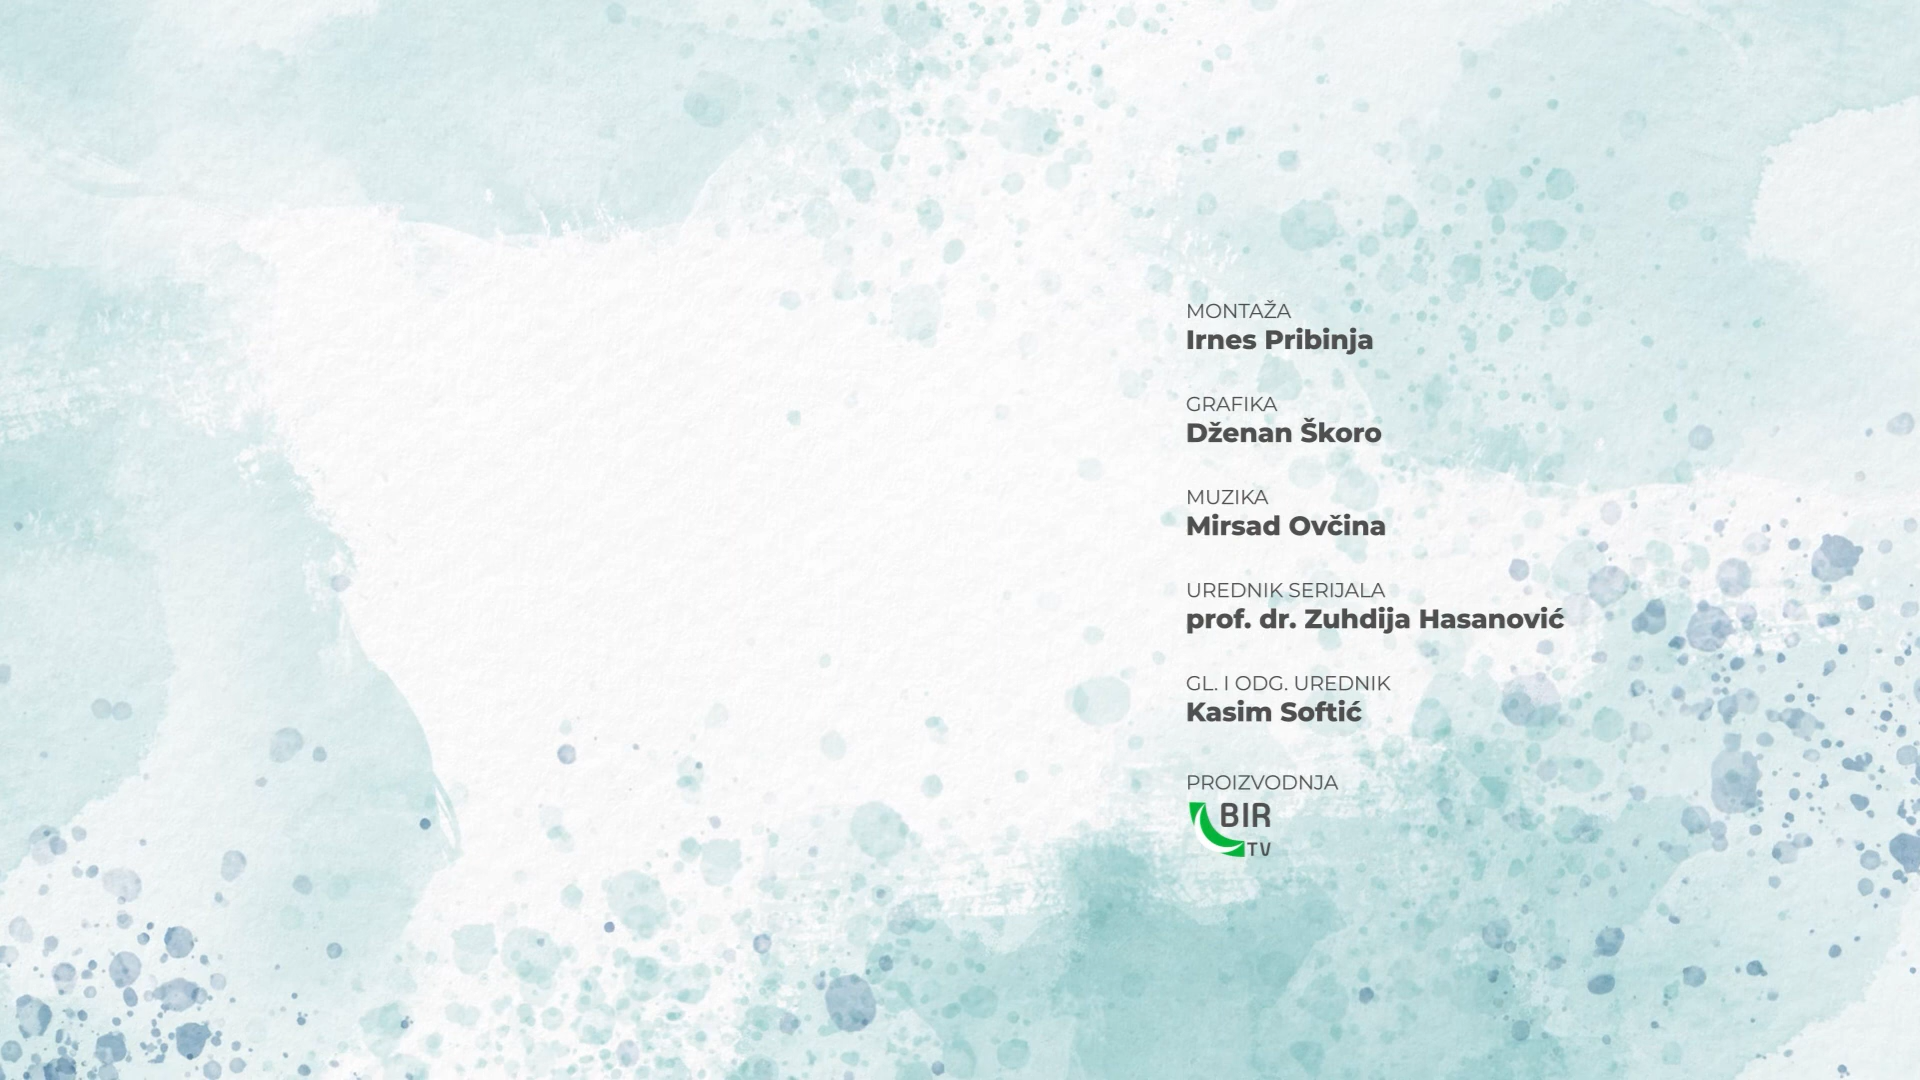 MONTAŽA
Irnes Pribinja
GRAFIKA
Dženan Škoro
MUZIKA
Mirsad Ovčina
UREDNIK SERIJALA
prof. dr. Zuhdija Hasanović
GL. I ODG. UREDNIK
Kasim Softić
PROIZVODNJA
BIR
TV